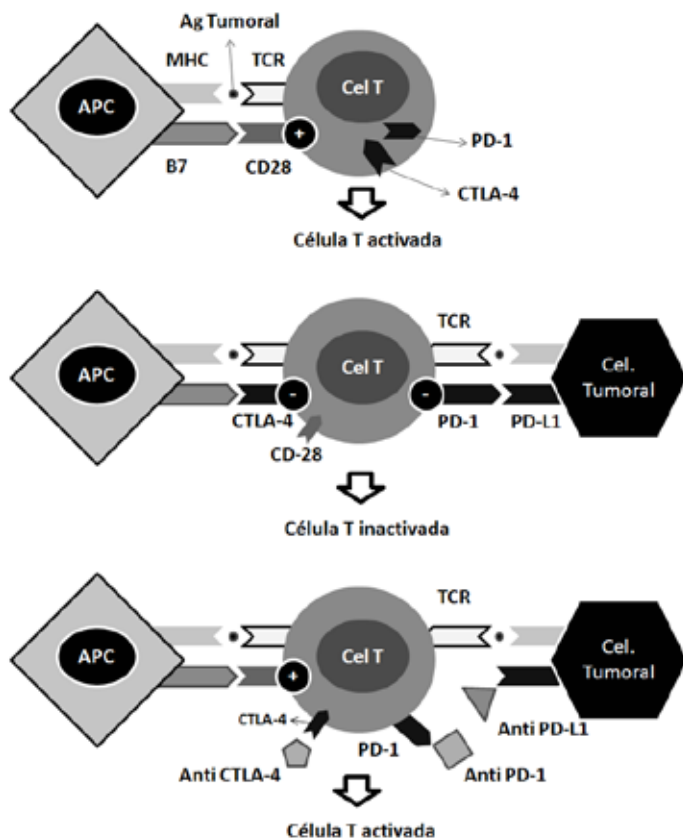 Ag Tumoral
MHC
TCR
APC
Cel T
+
PD-1
B7
CD28
CTLA-4
Célula T activada
TCR
APC
Cel T
Cel.
Tumoral
-
-
CTLA-4
PD-1
PD-L1
CD-28
Célula T inactivada
TCR
APC
Cel T
Cel.
Tumoral
+
CTLA-4
PD-1
Anti PD-L1
Anti CTLA-4
Anti PD-1
Célula T activada